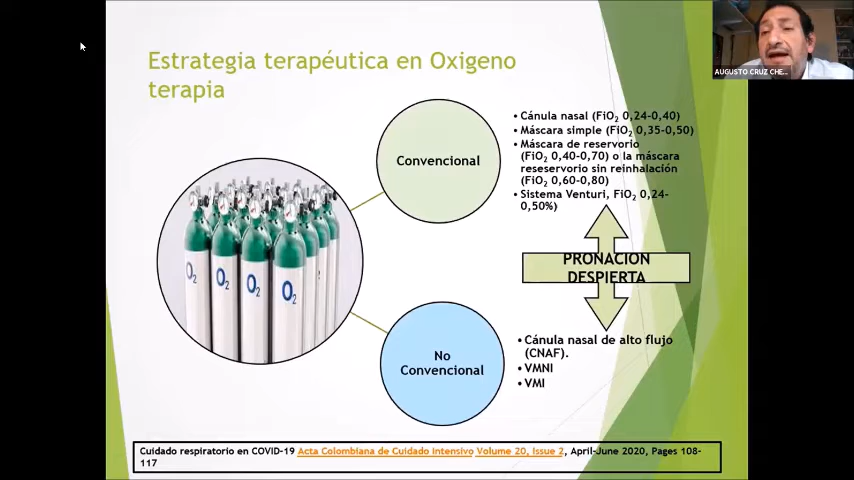 Estrategia terapéutica en Oxigeno
terapia
AUGUSTO CRUZ CHE...
Convencional
• Cánula nasal (FiO2 0,24-0,40)
• Máscara simple (FiO2 0,35-0,50)
• Máscara de reservorio
(FiO2 0,40-0,70) o la máscara
reseservorio sin reinhalación
(FiO2 0,60-0,80)
• Sistema Venturi, FiO2 0,24-
0,50%)
O2
O2
O2
O2
PRONACION
DESPIERTA
No
Convencional
• Cánula nasal de alto flujo
(CNAF).
• VMNI
• VMI
Cuidado respiratorio en COVID-19 Acta Colombiana de Cuidado Intensivo Volume 20, Issue 2, April-June 2020, Pages 108-
117